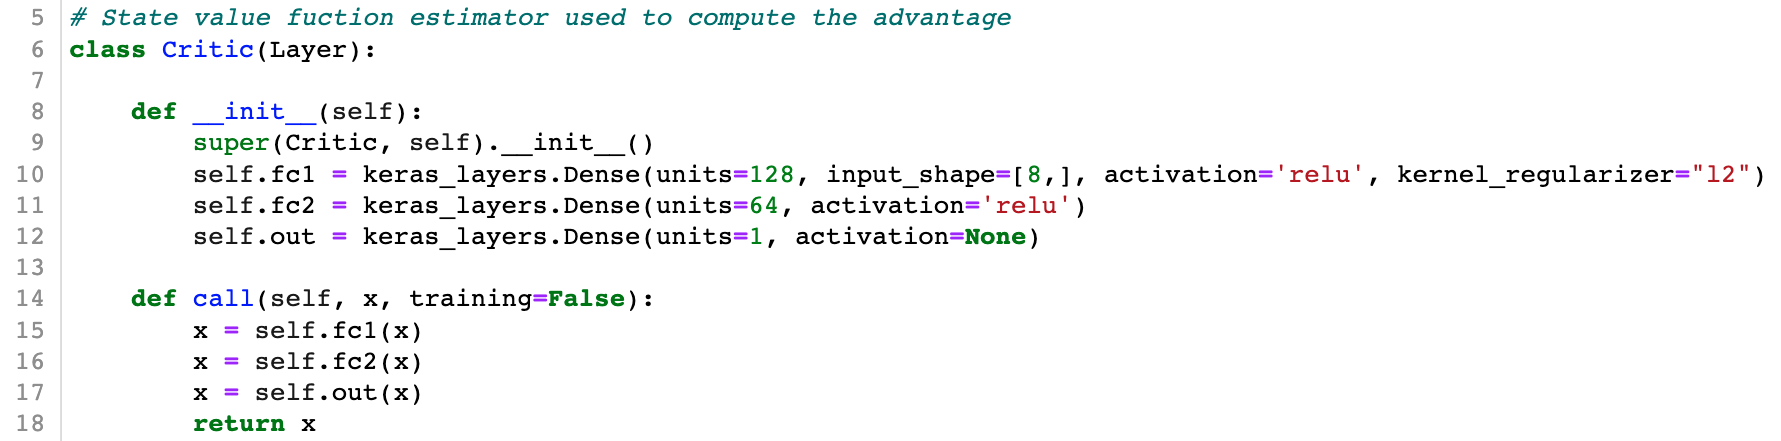 5 # State value fuction estimator used to compute the advantage
6 class Critic(Layer):
7
8     def __init__(self):
9         super(Critic, self).__init__()
10         self.fc1 = keras_layers.Dense(units=128, input_shape=[8,], activation='relu', kernel_regularizer="l2")
11         self.fc2 = keras_layers.Dense(units=64, activation='relu')
12         self.out = keras_layers.Dense(units=1, activation=None)
13
14     def call(self, x, training=False):
15         x = self.fc1(x)
16         x = self.fc2(x)
17         x = self.out(x)
18         return x